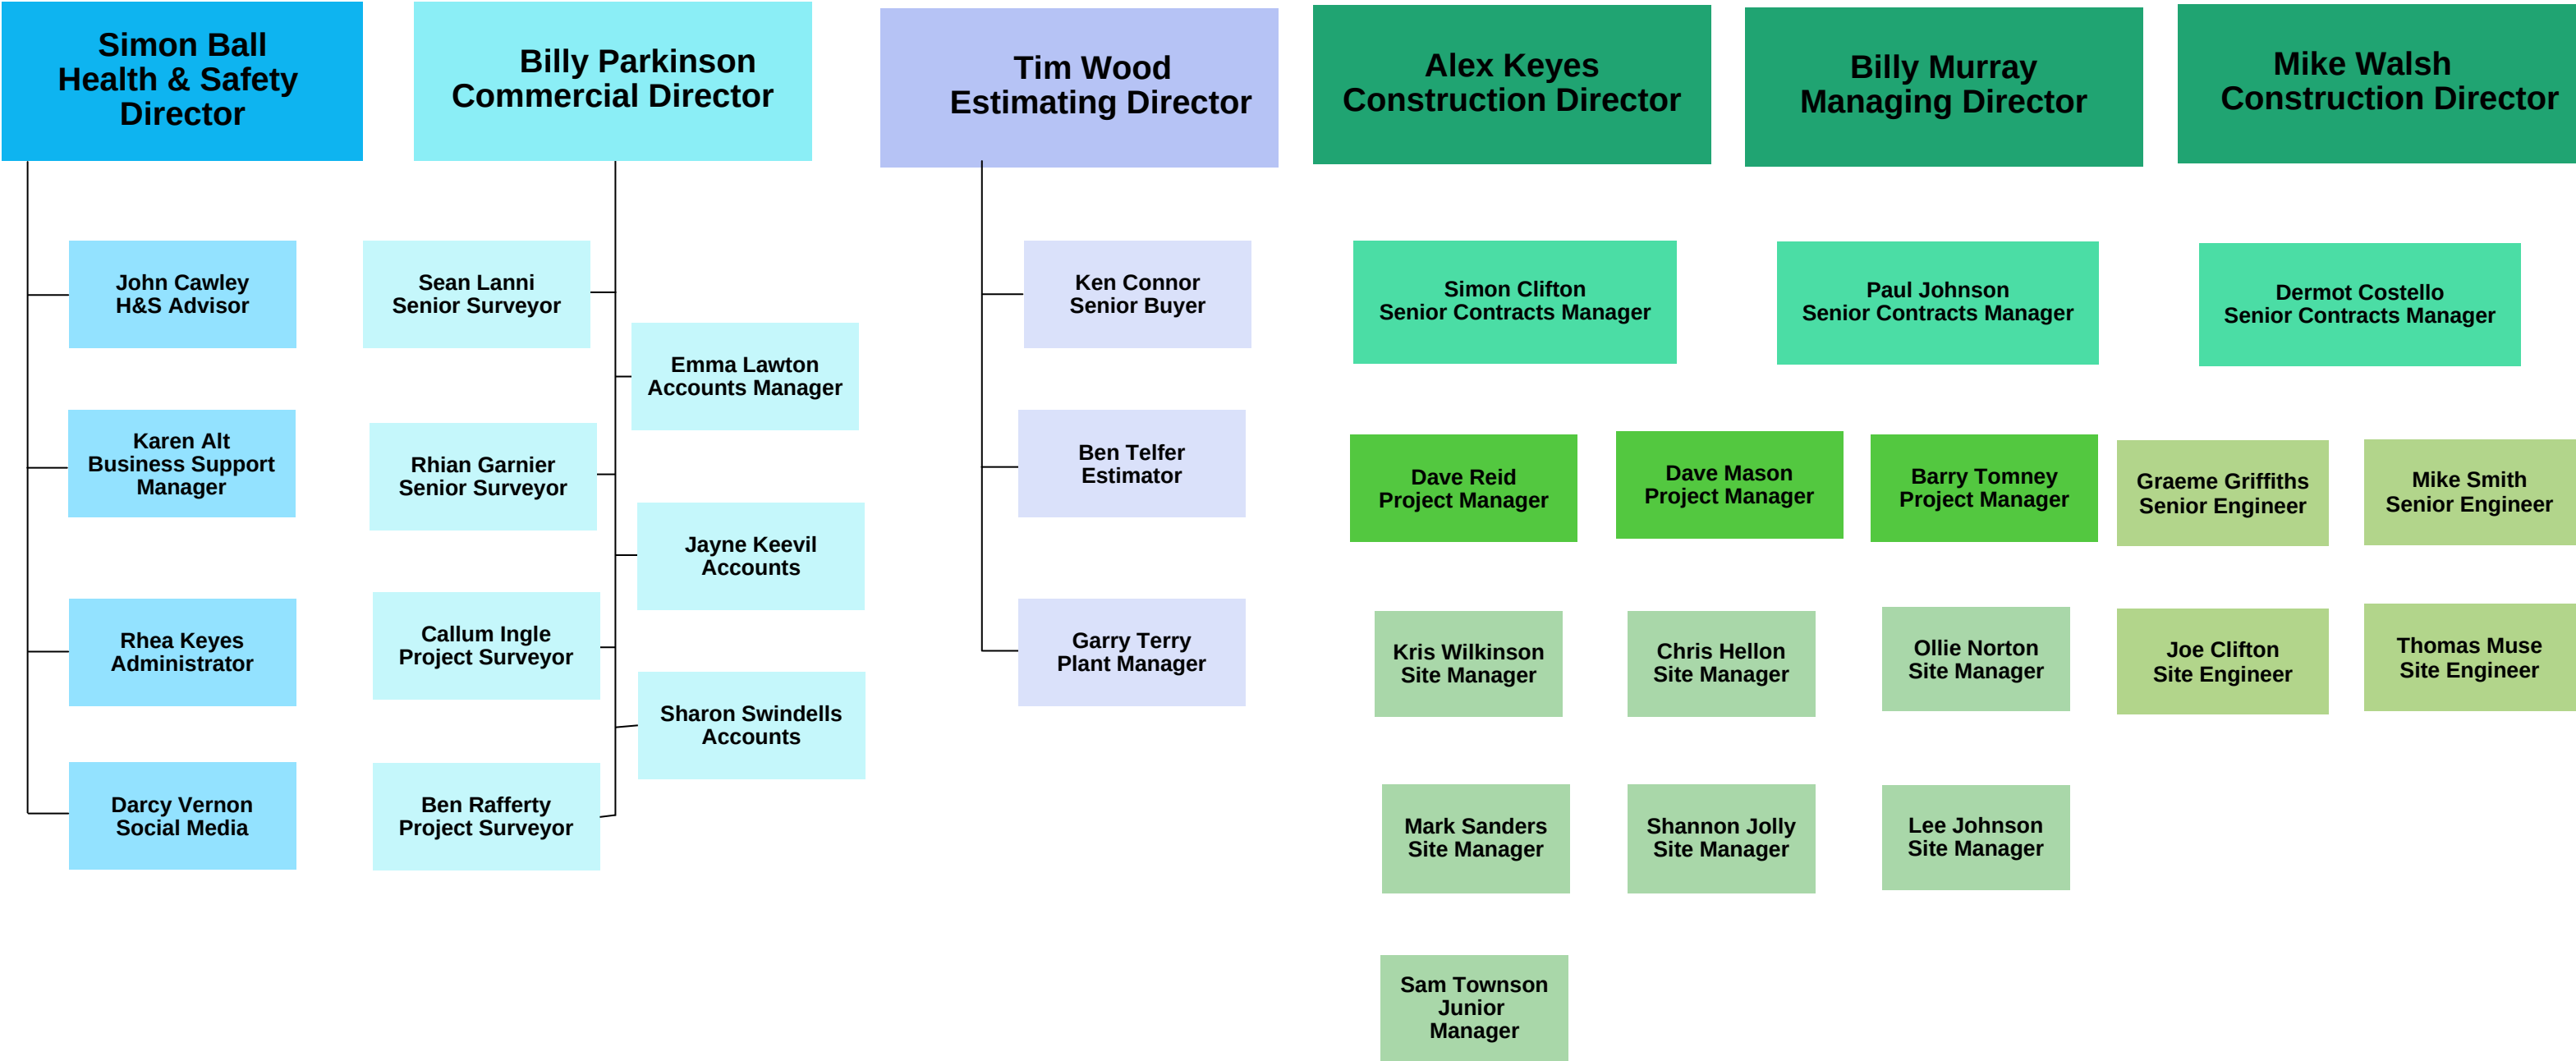 Simon Ball
Health & Safety
Director
Billy Parkinson
Commercial Director
Tim Wood
Estimating Director
Alex Keyes
Construction Director
Billy Murray
Managing Director
Mike Walsh
Construction Director
John Cawley
H&S Advisor
Karen Alt
Business Support
Manager
Rhea Keyes
Administrator
Darcy Vernon
Social Media
Sean Lanni
Senior Surveyor
Emma Lawton
Accounts Manager
Rhian Garnier
Senior Surveyor
Jayne Keevil
Accounts
Callum Ingle
Project Surveyor
Sharon Swindells
Accounts
Ben Rafferty
Project Surveyor
Ken Connor
Senior Buyer
Ben Telfer
Estimator
Garry Terry
Plant Manager
Simon Clifton
Senior Contracts Manager
Paul Johnson
Senior Contracts Manager
Dermot Costello
Senior Contracts Manager
Dave Reid
Project Manager
Dave Mason
Project Manager
Barry Tomney
Project Manager
Graeme Griffiths
Senior Engineer
Mike Smith
Senior Engineer
Kris Wilkinson
Site Manager
Chris Hellon
Site Manager
Ollie Norton
Site Manager
Joe Clifton
Site Engineer
Thomas Muse
Site Engineer
Mark Sanders
Site Manager
Shannon Jolly
Site Manager
Lee Johnson
Site Manager
Sam Townson
Junior
Manager